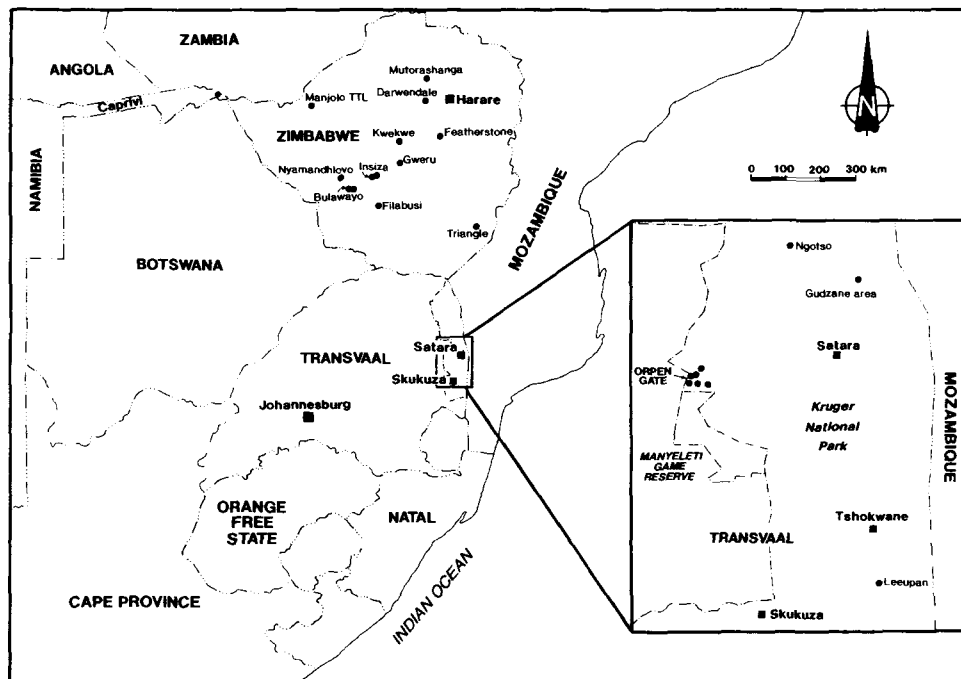 ZAMBIA
ANGOLA
Caprivi
NAMIBIA
Mutorashanga
Manjolo TTL
Darwendale
Harare
ZIMBABWE
Kwekwe
Featherstone
Nyamandhlovo
Insiza
Gweru
Bulawayo
Filabusi
Triangle
MOZAMBIQUE
BOTSWANA
TRANSVAAL
Satara
Skukuza
Johannesburg
ORANGE
FREE
STATE
NATAL
CAPE PROVINCE
INDIAN OCEAN
N
0 100 200 300 km
Ngotso
Gudzane area
Satara
ORPEN
GATE
Kruger
National
Park
MANYELETI
GAME
RESERVE
MOZAMBIQUE
Tshokwane
TRANSVAAL
Leeupan
Skukuza